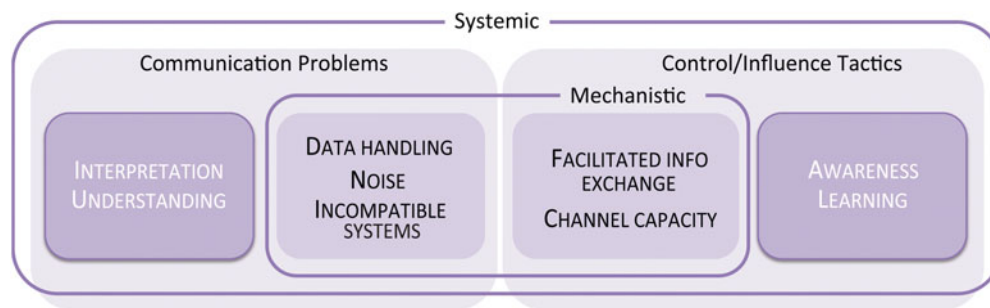 Systemic
Communication Problems
Control/Influence Tactics
Mechanistic
INTERPRETATION
UNDERSTANDING
DATA HANDLING
NOISE
INCOMPATIBLE
SYSTEMS
FACILITATED INFO
EXCHANGE
CHANNEL CAPACITY
AWARENESS
LEARNING